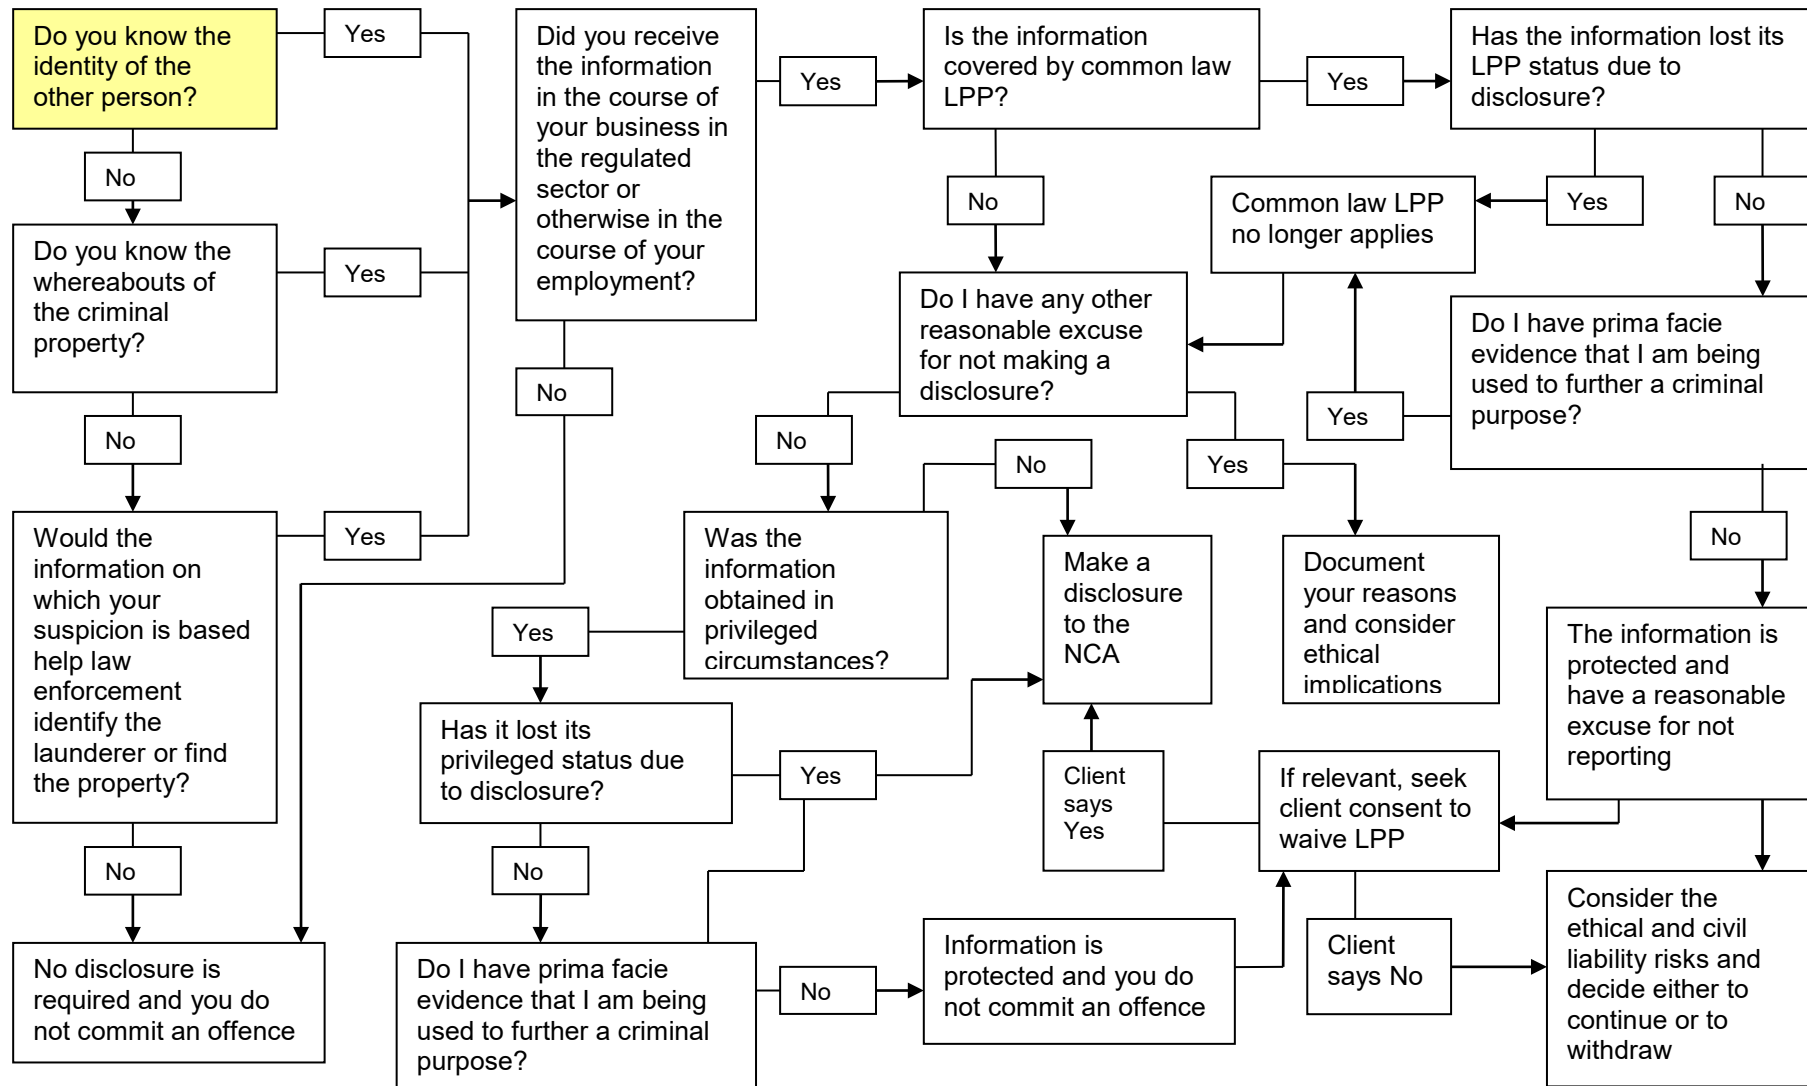 Do you know the
identity of the
other person?
Yes
Did you receive
the information
in the course of
your business in
the regulated
sector or
otherwise in the
course of your
employment?
Yes
Is the information
covered by common law
LPP?
Yes
Has the information lost its
LPP status due to
disclosure?
No
No
Common law LPP
no longer applies
Yes
No
Do you know the
whereabouts of
the criminal
property?
Yes
Do I have any other
reasonable excuse
for not making a
disclosure?
Do I have prima facie
evidence that I am being
used to further a criminal
purpose?
No
Yes
No
No
No
Yes
No
Would the
information on
which your
suspicion is based
help law
enforcement
identify the
launderer or find
the property?
Yes
Was the
information
obtained in
privileged
circumstances?
Make a
disclosure
to the
NCA
Document
your reasons
and consider
ethical
implications
Yes
The information is
protected and
have a reasonable
excuse for not
reporting
Has it lost its
privileged status due
to disclosure?
Yes
Client
says
Yes
If relevant, seek
client consent to
waive LPP
No
No
No disclosure is
required and you do
not commit an offence
Do I have prima facie
evidence that I am being
used to further a criminal
purpose?
No
Information is
protected and you do
not commit an offence
Client
says No
Consider the
ethical and civil
liability risks and
decide either to
continue or to
withdraw